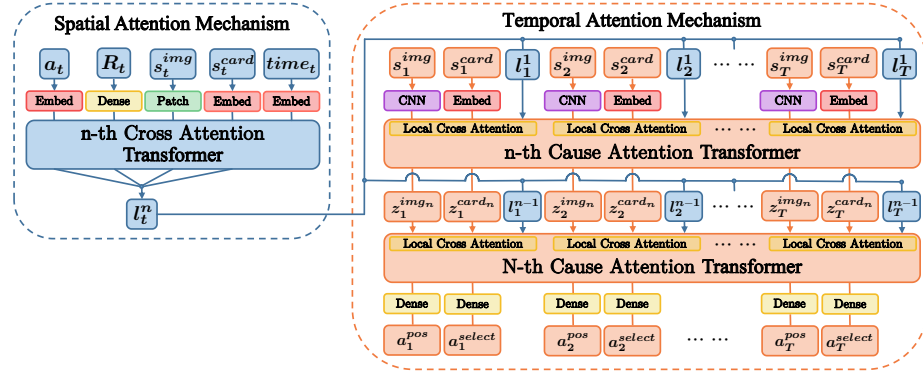 Spatial Attention Mechanism
a_t R_t s_t^{img} s_t^{card} time_t
Embed Dense Patch Embed Embed
n-th Cross Attention
Transformer
l_t^n
Temporal Attention Mechanism
s_1^{img} s_1^{card} l_1^1 s_2^{img} s_2^{card} l_2^1 ... ... s_T^{img} s_T^{card} l_T^1
CNN Embed CNN Embed CNN Embed
Local Cross Attention Local Cross Attention ... ... Local Cross Attention
n-th Cause Attention Transformer
z_1^{img_n} z_1^{card_n} l_1^{n-1} z_2^{img_n} z_2^{card_n} l_2^{n-1} ... ... z_T^{img_n} z_T^{card_n} l_T^{n-1}
Local Cross Attention Local Cross Attention ... ... Local Cross Attention
N-th Cause Attention Transformer
Dense Dense Dense Dense Dense Dense
a_1^{pos} a_1^{select} a_2^{pos} a_2^{select} ... ... a_T^{pos} a_T^{select}